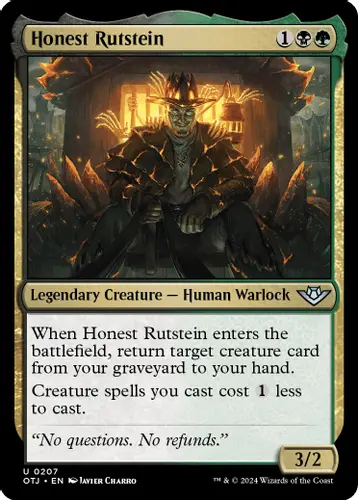 Honest Rutstein 1
Legendary Creature — Human Warlock
When Honest Rutstein enters the
battlefield, return target creature card
from your graveyard to your hand.
Creature spells you cast cost 1 less
to cast.
“No questions. No refunds.”
3/2
U 0207
OTJ • EN Javier Charro
™ & © 2024 Wizards of the Coast